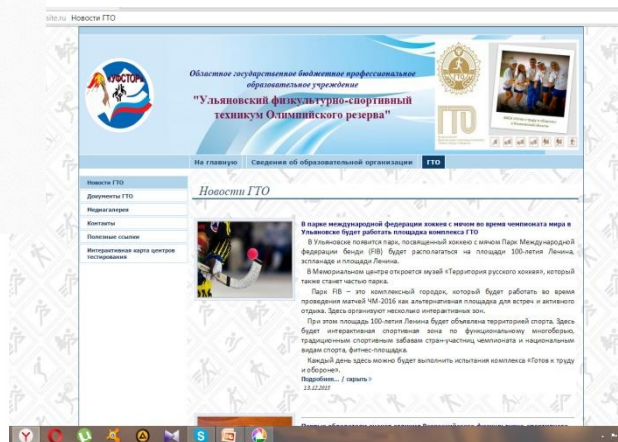 site.ru Новости ГТО
УФСТОР
Областное государственное бюджетное профессиональное
образовательное учреждение
"Ульяновский физкультурно-спортивный
техникум Олимпийского резерва"
ГТО
На главную Сведения об образовательной организации ГТО
Новости ГТО
Документы ГТО
Медиагалерея
Контакты
Полезные ссылки
Интерактивная карта центров
тестирования
Новости ГТО
В парке международной федерации хоккея с мячом во время чемпионата мира в
Ульяновске будет работать площадка комплекса ГТО
В Ульяновске появится парк, посвященный хоккею с мячом Парк Международной
федерации бенди (FIB) будет располагаться на площади 100-летия Ленина,
эспланаде и площади Ленина.
В Мемориальном центре откроется музей «Территория русского хоккея», который
также станет частью парка.
Парк FIB – это комплексный городок, который будет работать во время
проведения матчей ЧМ-2016 как альтернативная площадка для встреч и активного
отдыха. Здесь организуют несколько интерактивных зон.
При этом площадь 100-летия Ленина будет объявлена территорией спорта. Здесь
будет интерактивная спортивная зона по функциональному многоборью,
традиционным спортивным забавам стран-участниц чемпионата и национальным
видам спорта, фитнес-площадка.
Каждый день здесь можно будет выполнить испытания комплекса «Готов к труду
и обороне».
Подробнее... / скрыть >
13.12.2015